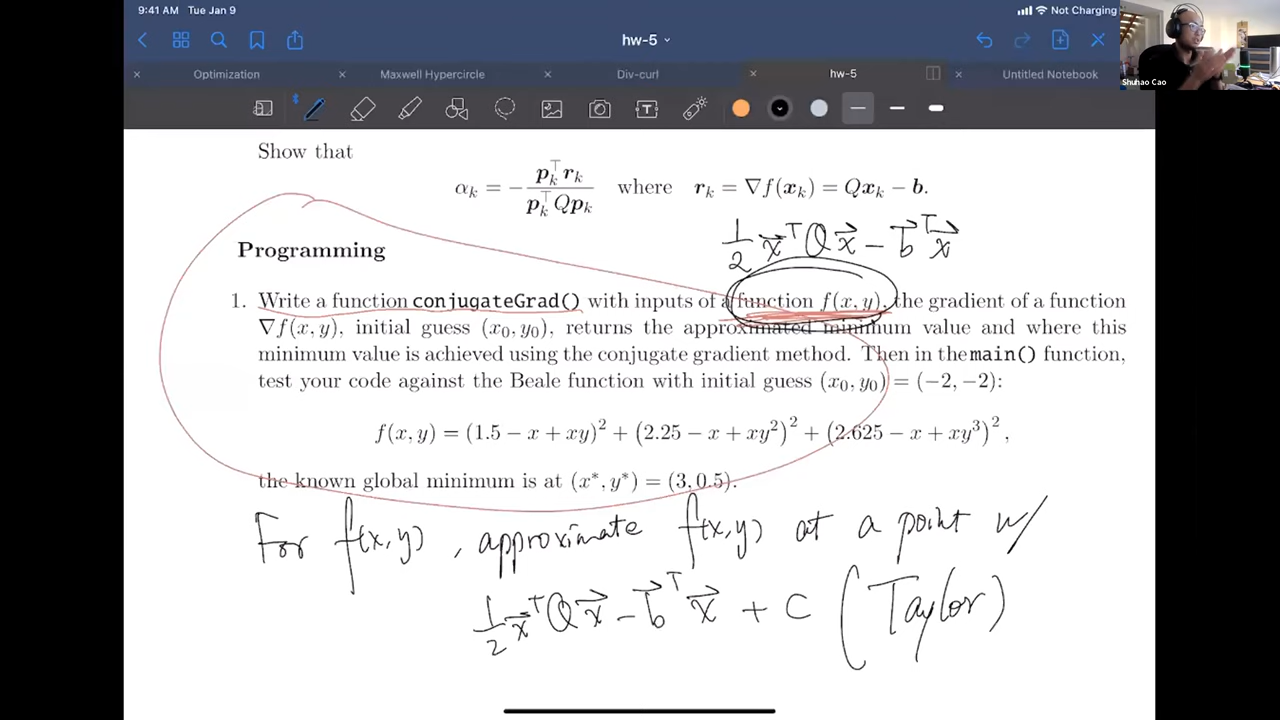 9:41 AM Tue Jan 9
Not Charging
hw-5
Optimization
Maxwell Hypercircle
Div-curl
hw-5
Untitled Notebook
Shuhao Cao
Show that
αₖ = − pₖ⊤rₖ / pₖ⊤Qpₖ where rₖ = ∇f(xₖ) = Qxₖ − b.
1/2 x⃗ᵀQx⃗ − b⃗ᵀx⃗
Programming
1. Write a function conjugateGrad() with inputs of a function f(x, y), the gradient of a function
∇f(x, y), initial guess (x₀, y₀), returns the approximated minimum value and where this
minimum value is achieved using the conjugate gradient method. Then in the main() function,
test your code against the Beale function with initial guess (x₀, y₀) = (−2, −2):
f(x, y) = (1.5 − x + xy)² + (2.25 − x + xy²)² + (2.625 − x + xy³)²,
the known global minimum is at (x*, y*) = (3, 0.5).
For f(x,y), approximate f(x,y) at a point w/
1/2 x⃗ᵀQx⃗ − b⃗ᵀx⃗ + C (Taylor)